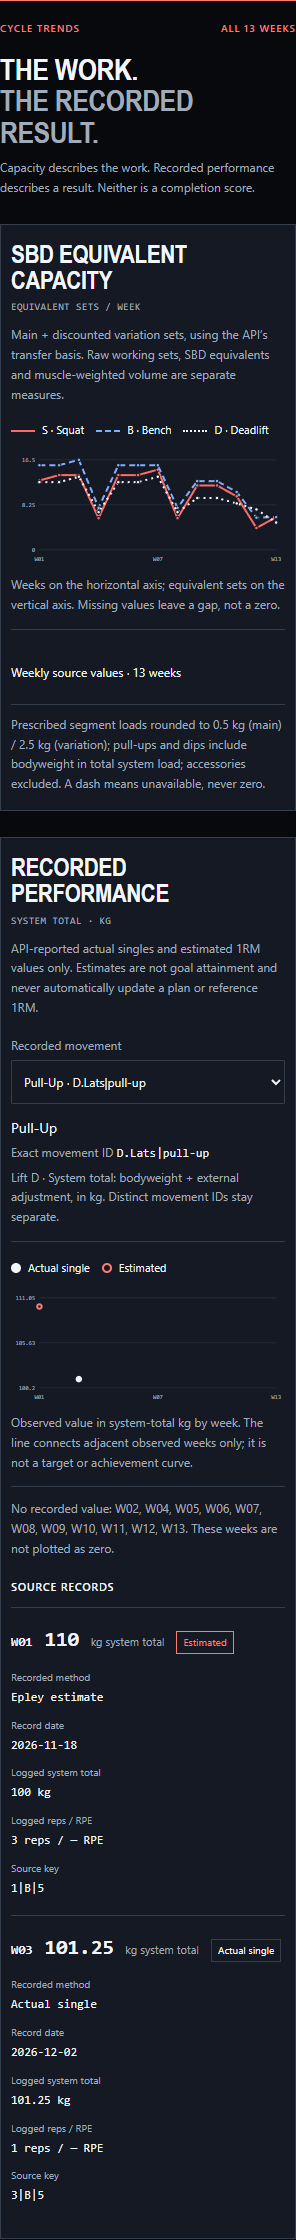 CYCLE TRENDS
ALL 13 WEEKS
THE WORK.
THE RECORDED
RESULT.
Capacity describes the work. Recorded performance
describes a result. Neither is a completion score.
SBD EQUIVALENT
CAPACITY
EQUIVALENT SETS / WEEK
Main + discounted variation sets, using the API's
transfer basis. Raw working sets, SBD equivalents
and muscle-weighted volume are separate
measures.
S · Squat
B · Bench
D · Deadlift
16.5
8.25
0
W01
W07
W13
Weeks on the horizontal axis; equivalent sets on the
vertical axis. Missing values leave a gap, not a zero.
Weekly source values · 13 weeks
Prescribed segment loads rounded to 0.5 kg (main)
/ 2.5 kg (variation); pull-ups and dips include
bodyweight in total system load; accessories
excluded. A dash means unavailable, never zero.
RECORDED
PERFORMANCE
SYSTEM TOTAL · KG
API-reported actual singles and estimated 1RM
values only. Estimates are not goal attainment and
never automatically update a plan or reference
1RM.
Recorded movement
Pull-Up · D.Lats|pull-up
Pull-Up
Exact movement ID D.Lats|pull-up
Lift D · System total: bodyweight + external
adjustment, in kg. Distinct movement IDs stay
separate.
Actual single
Estimated
111.05
105.63
100.2
W01
W07
W13
Observed value in system-total kg by week. The
line connects adjacent observed weeks only; it is
not a target or achievement curve.
No recorded value: W02, W04, W05, W06, W07,
W08, W09, W10, W11, W12, W13. These weeks are
not plotted as zero.
SOURCE RECORDS
W01 110 kg system total Estimated
Recorded method
Epley estimate
Record date
2026-11-18
Logged system total
100 kg
Logged reps / RPE
3 reps / — RPE
Source key
1|B|5
W03 101.25 kg system total Actual single
Recorded method
Actual single
Record date
2026-12-02
Logged system total
101.25 kg
Logged reps / RPE
1 reps / — RPE
Source key
3|B|5